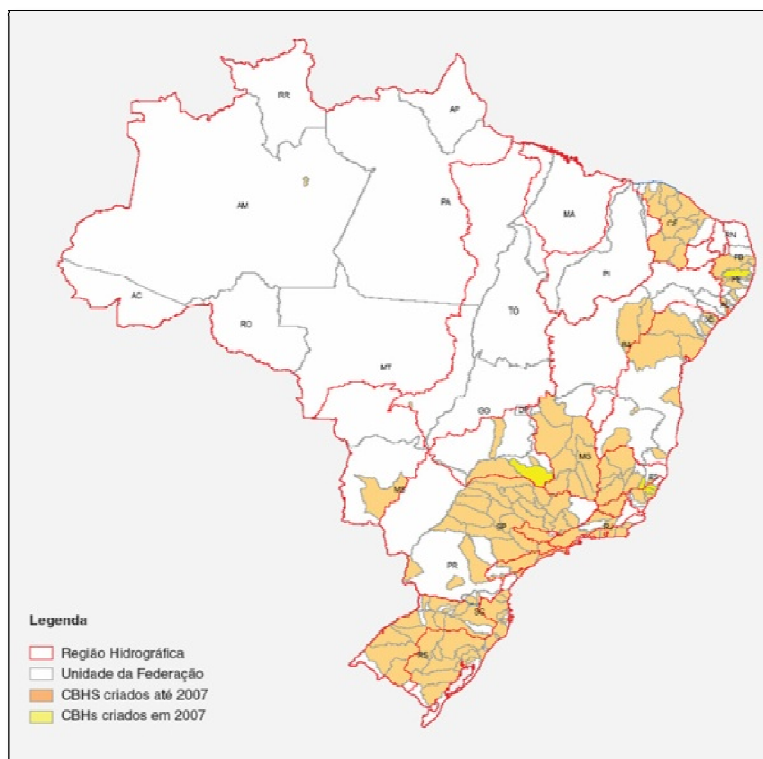 RR
AP
AM
PA
MA
CE
RN
PB
PE
PI
AC
TO
RO
BA
MT
GO
DF
MG
MS
ES
SP
RJ
PR
SC
RS
Legenda
Região Hidrográfica
Unidade da Federação
CBHS criados até 2007
CBHs criados em 2007